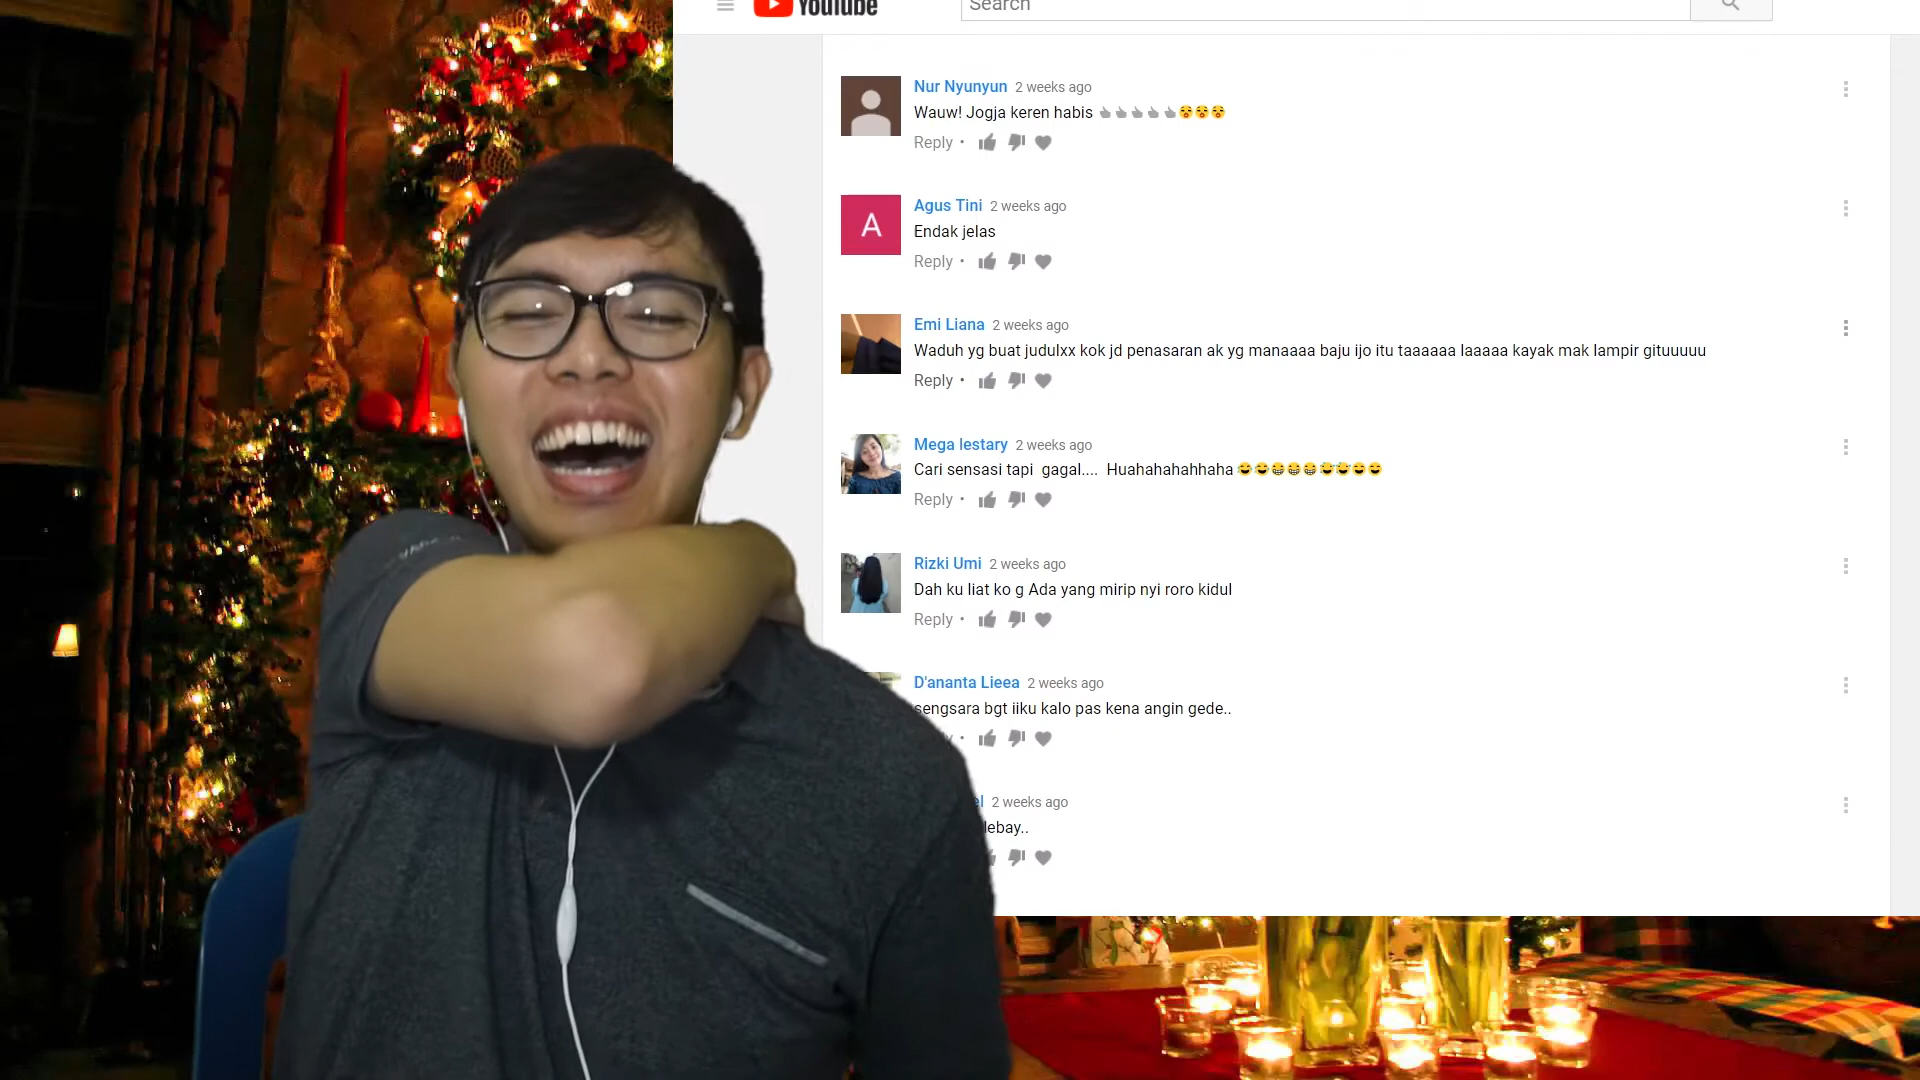 YouTube
Search
Nur Nyunyun 2 weeks ago
Wauw! Jogja keren habis 👍👍👍👍👍😵😵😵
Reply •
A
Agus Tini 2 weeks ago
Endak jelas
Reply •
Emi Liana 2 weeks ago
Waduh yg buat judulxx kok jd penasaran ak yg manaaaa baju ijo itu taaaaaa laaaaa kayak mak lampir gituuuuu
Reply •
Mega lestary 2 weeks ago
Cari sensasi tapi  gagal....  Huahahahahhaha😂😂😁😁😁😅😅😄😄
Reply •
Rizki Umi 2 weeks ago
Dah ku liat ko g Ada yang mirip nyi roro kidul
Reply •
D'ananta Lieea 2 weeks ago
sengsara bgt iiku kalo pas kena angin gede..
2 weeks ago
lebay..